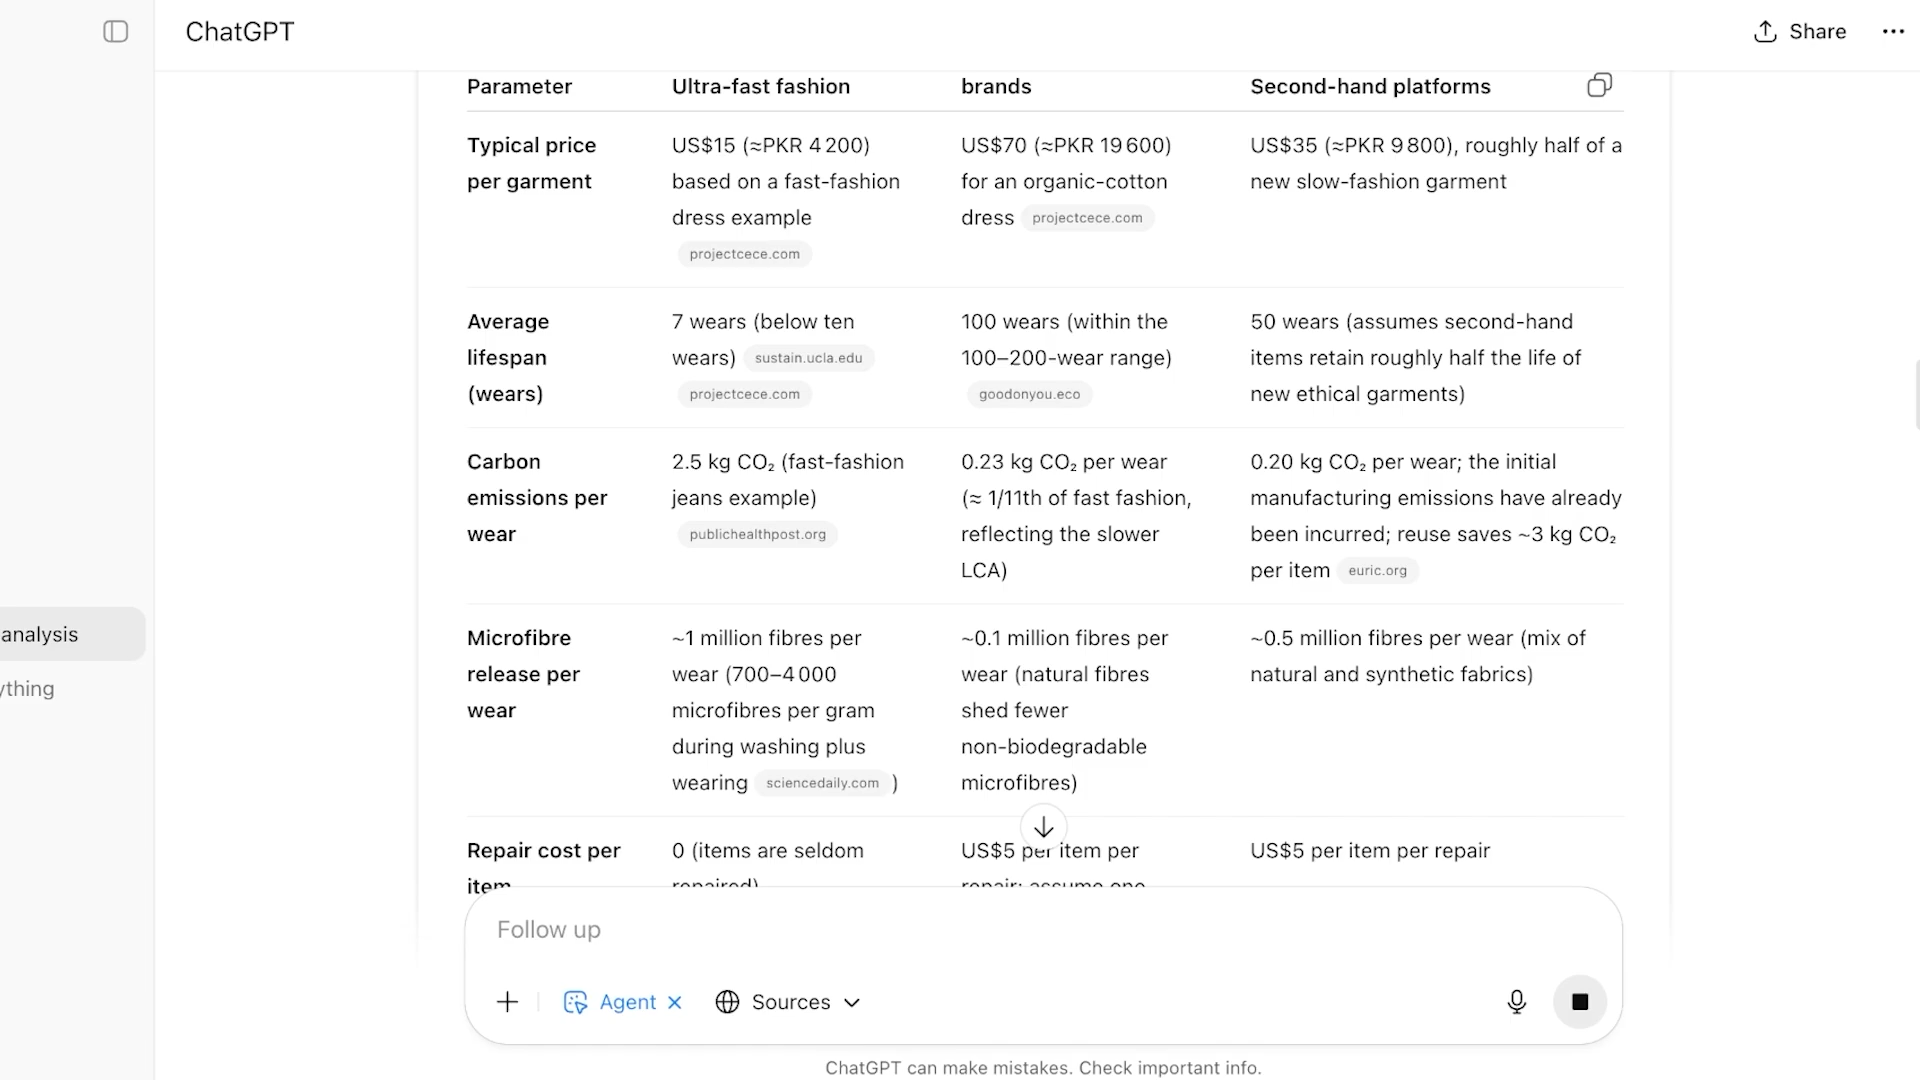 ChatGPT
Share
Parameter
Ultra-fast fashion
brands
Second-hand platforms
Typical price
per garment
US$15 (≈PKR 4 200)
based on a fast-fashion
dress example
projectcece.com
US$70 (≈PKR 19 600)
for an organic-cotton
dress projectcece.com
US$35 (≈PKR 9 800), roughly half of a
new slow-fashion garment
Average
lifespan
(wears)
7 wears (below ten
wears) sustain.ucla.edu
projectcece.com
100 wears (within the
100–200-wear range)
goodonyou.eco
50 wears (assumes second-hand
items retain roughly half the life of
new ethical garments)
Carbon
emissions per
wear
2.5 kg CO₂ (fast-fashion
jeans example)
publichealthpost.org
0.23 kg CO₂ per wear
(≈ 1/11th of fast fashion,
reflecting the slower
LCA)
0.20 kg CO₂ per wear; the initial
manufacturing emissions have already
been incurred; reuse saves ~3 kg CO₂
per item euric.org
Microfibre
release per
wear
~1 million fibres per
wear (700–4 000
microfibres per gram
during washing plus
wearing sciencedaily.com )
~0.1 million fibres per
wear (natural fibres
shed fewer
non-biodegradable
microfibres)
~0.5 million fibres per wear (mix of
natural and synthetic fabrics)
Repair cost per
item
0 (items are seldom
repaired)
US$5 per item per
repair; assume one
US$5 per item per repair
analysis
ything
Follow up
Agent
Sources
ChatGPT can make mistakes. Check important info.